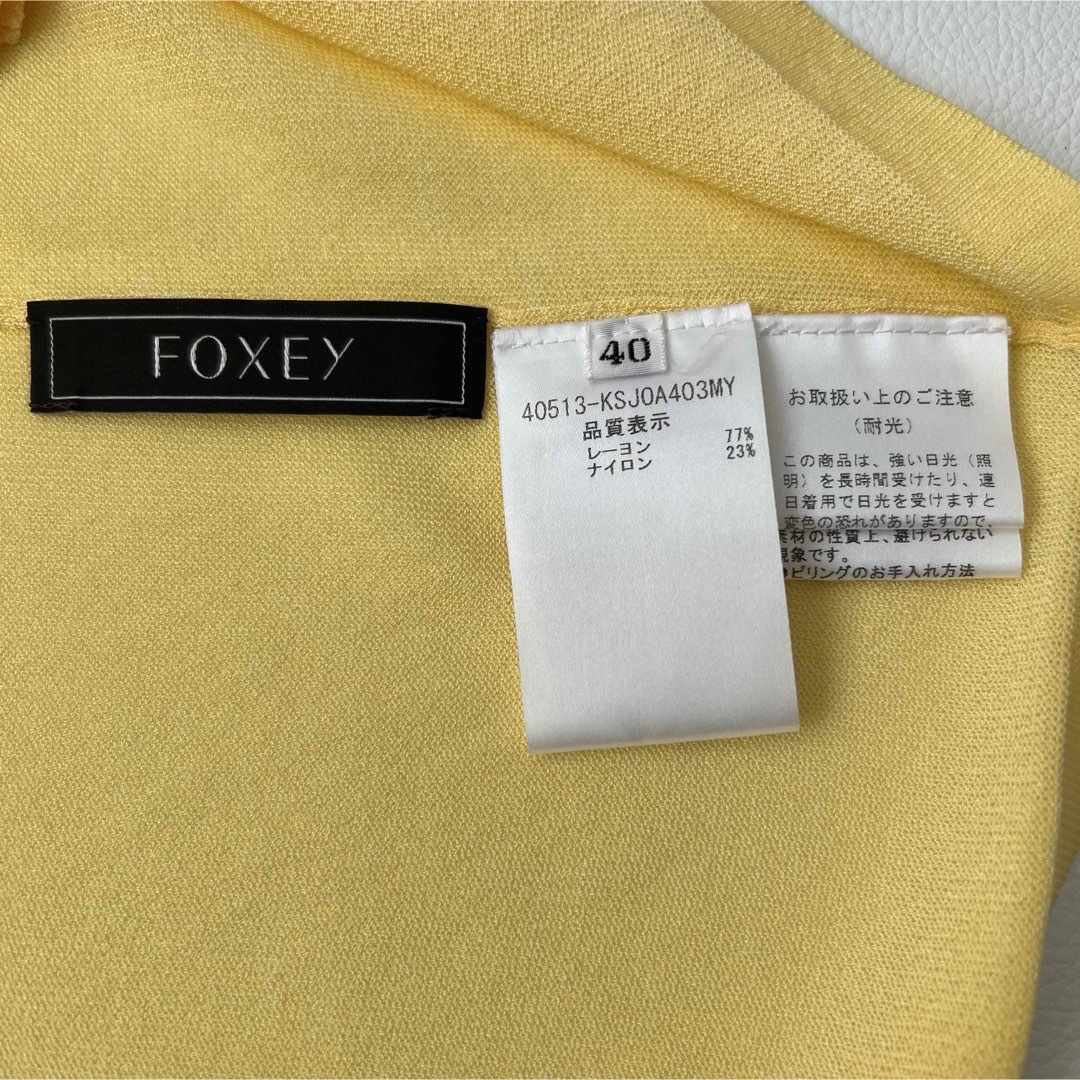 FOXEY
40
40513-KSJOA403MY
品質表示
レーヨン 77%
ナイロン 23%
お取扱い上のご注意
(耐光)
この商品は、強い日光(照
明)を長時間受けたり、連
日着用で日光を受けますと
変色の恐れがありますので、
素材の性質上、避けられない
現象です。
●ピリングのお手入れ方法